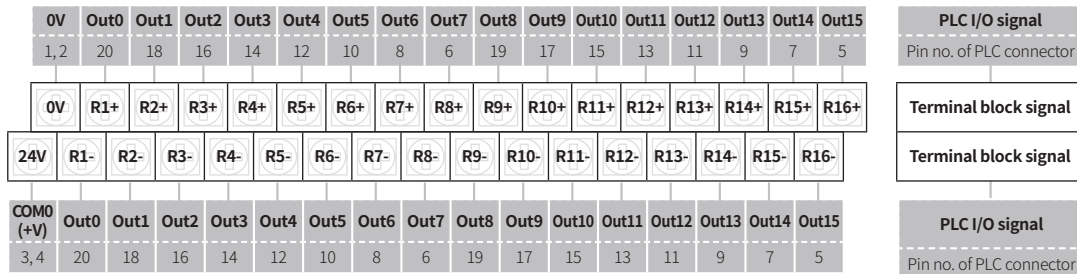 0V Out0 Out1 Out2 Out3 Out4 Out5 Out6 Out7 Out8 Out9 Out10 Out11 Out12 Out13 Out14 Out15 PLC I/O signal
1, 2 20 18 16 14 12 10 8 6 19 17 15 13 11 9 7 5 Pin no. of PLC connector
0V R1+ R2+ R3+ R4+ R5+ R6+ R7+ R8+ R9+ R10+ R11+ R12+ R13+ R14+ R15+ R16+ Terminal block signal
24V R1- R2- R3- R4- R5- R6- R7- R8- R9- R10- R11- R12- R13- R14- R15- R16- Terminal block signal
COM0
(+V) Out0 Out1 Out2 Out3 Out4 Out5 Out6 Out7 Out8 Out9 Out10 Out11 Out12 Out13 Out14 Out15 PLC I/O signal
3, 4 20 18 16 14 12 10 8 6 19 17 15 13 11 9 7 5 Pin no. of PLC connector